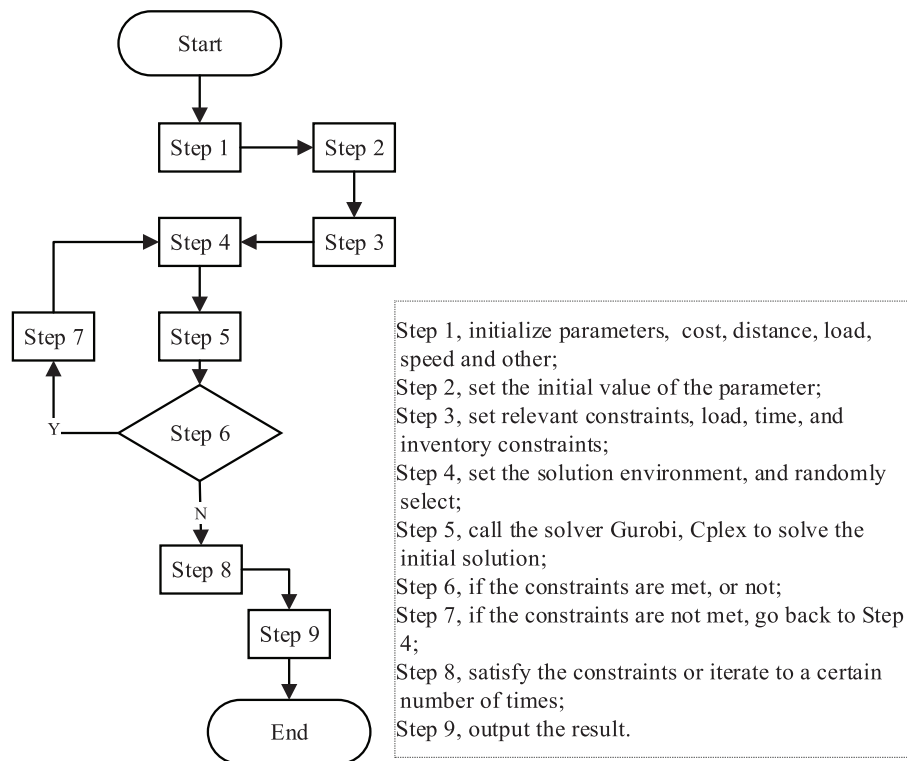 Start
Step 1
Step 2
Step 4
Step 3
Step 7
Step 5
Step 6
Y
N
Step 8
Step 9
End
Step 1, initialize parameters, cost, distance, load,
speed and other;
Step 2, set the initial value of the parameter;
Step 3, set relevant constraints, load, time, and
inventory constraints;
Step 4, set the solution environment, and randomly
select;
Step 5, call the solver Gurobi, Cplex to solve the
initial solution;
Step 6, if the constraints are met, or not;
Step 7, if the constraints are not met, go back to Step
4;
Step 8, satisfy the constraints or iterate to a certain
number of times;
Step 9, output the result.